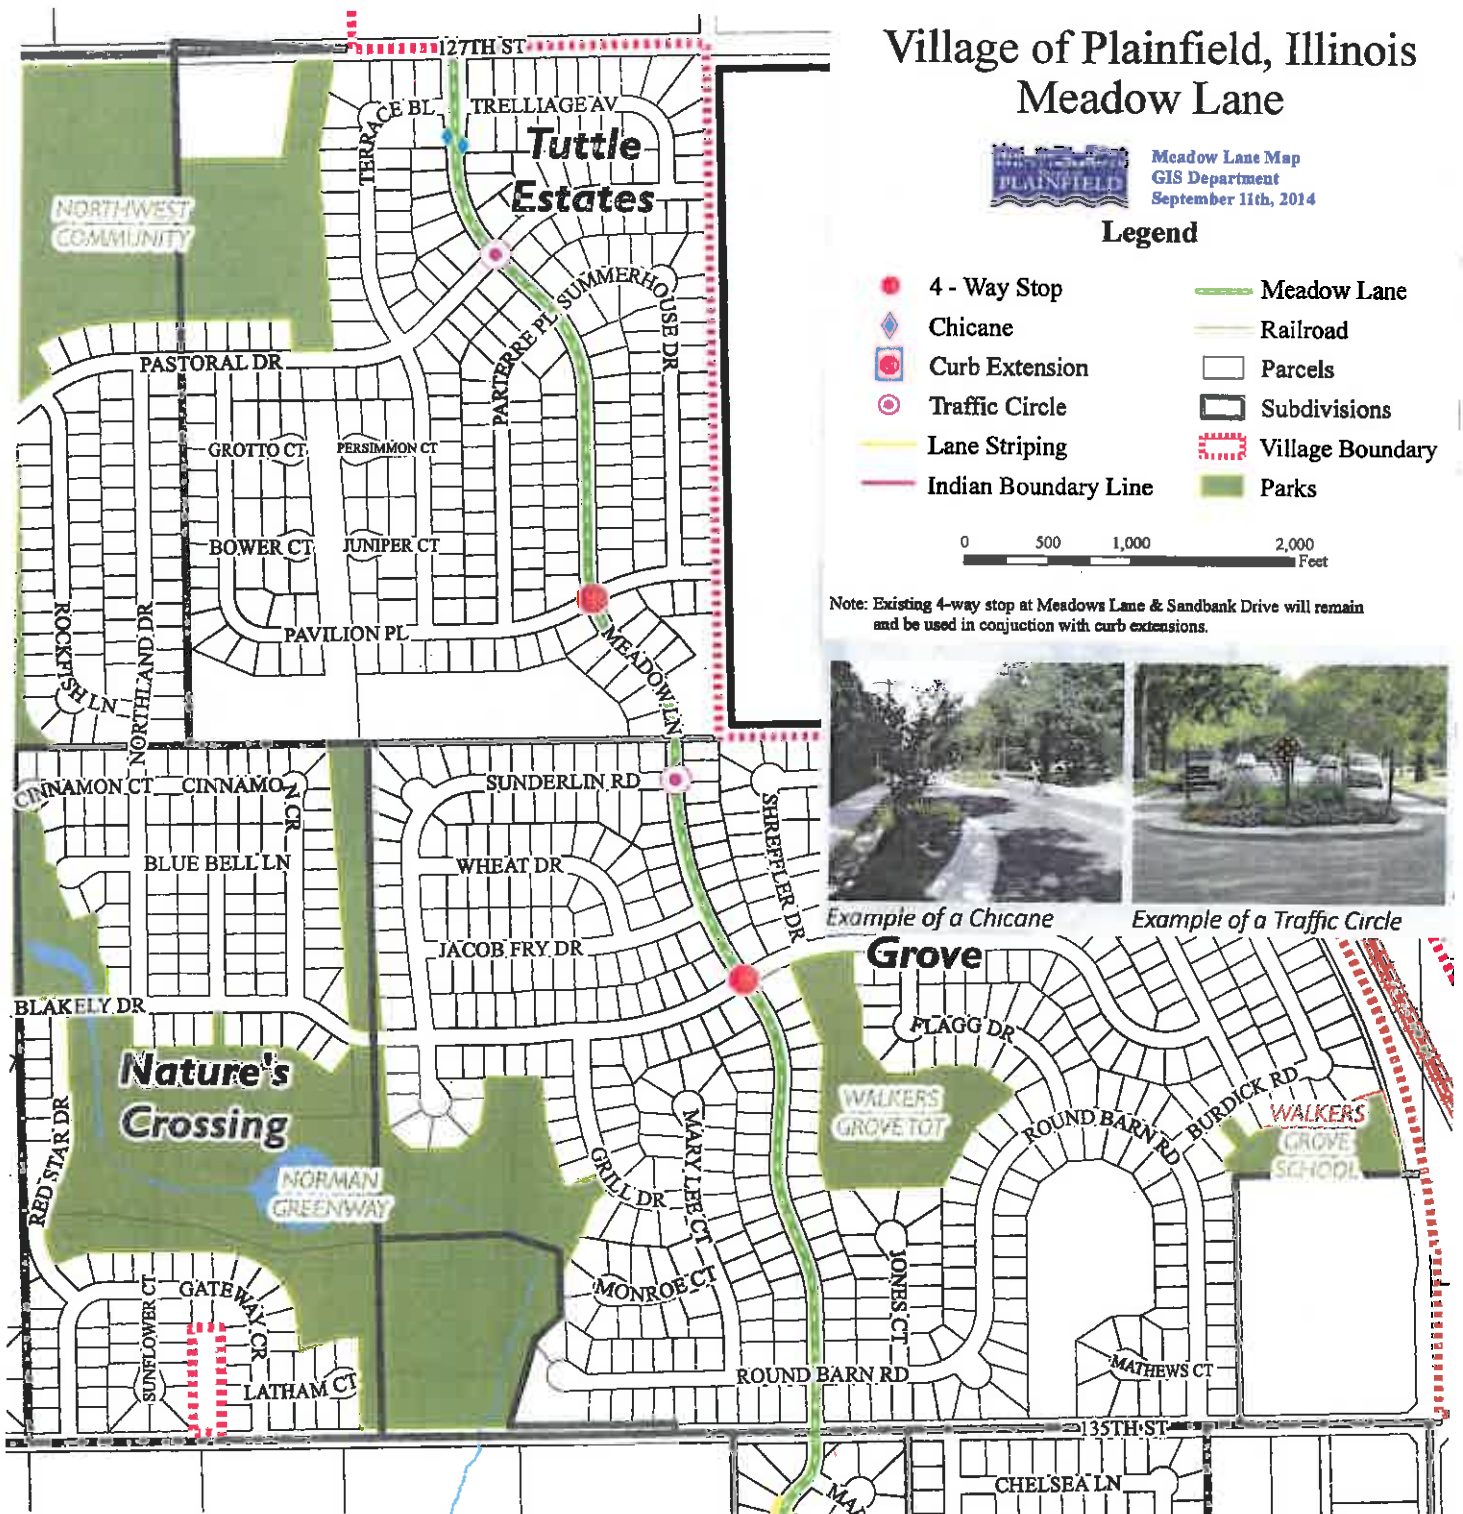 Village of Plainfield, Illinois
Meadow Lane
PLAINFIELD
Meadow Lane Map
GIS Department
September 11th, 2014
Legend
4 - Way Stop
Chicane
Curb Extension
Traffic Circle
Lane Striping
Indian Boundary Line
Meadow Lane
Railroad
Parcels
Subdivisions
Village Boundary
Parks
0 500 1,000 2,000
Feet
Note: Existing 4-way stop at Meadows Lane & Sandbank Drive will remain
and be used in conjuction with curb extensions.
Example of a Chicane
Example of a Traffic Circle
127TH ST
TERRACE BL
TRELLIAGE AV
Tuttle
Estates
NORTHWEST
COMMUNITY
SUMMERHOUSE DR
PARTERRE PL
PASTORAL DR
GROTTO CT
PERSIMMON CT
BOWER CT
JUNIPER CT
ROCKFISH LN
NORTHLAND DR
PAVILION PL
MEADOW LN
CINNAMON CT
CINNAMON CR
SUNDERLIN RD
SHREFFLER DR
BLUE BELL LN
WHEAT DR
JACOB FRY DR
Grove
BLAKELY DR
FLAGG DR
Nature's
Crossing
WALKERS
GROVE TOT
ROUND BARN RD
BURDICK RD
WALKERS
GROVE
SCHOOL
RED STAR DR
NORMAN
GREENWAY
GRILL DR
MARY LEE CT
MONROE CT
JONES CT
SUNFLOWER CT
GATEWAY CR
LATHAM CT
ROUND BARN RD
MATHEWS CT
135TH ST
CHELSEA LN